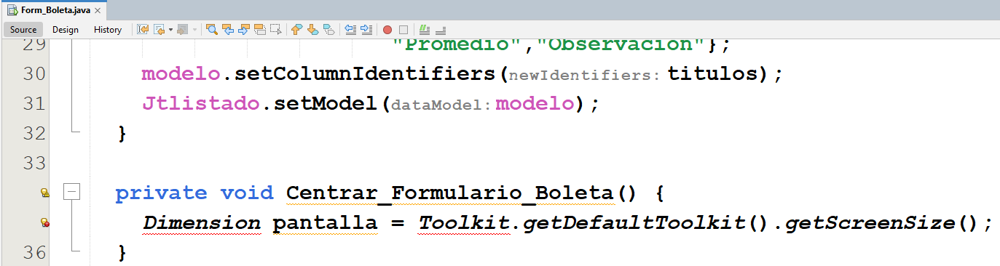 Form_Boleta.java ×
Source Design History
29 "Promedio","Observacion"};
30 modelo.setColumnIdentifiers(newIdentifiers: titulos);
31 Jtlistado.setModel(dataModel: modelo);
32 }
33
private void Centrar_Formulario_Boleta() {
Dimension pantalla = Toolkit.getDefaultToolkit().getScreenSize();
36 }